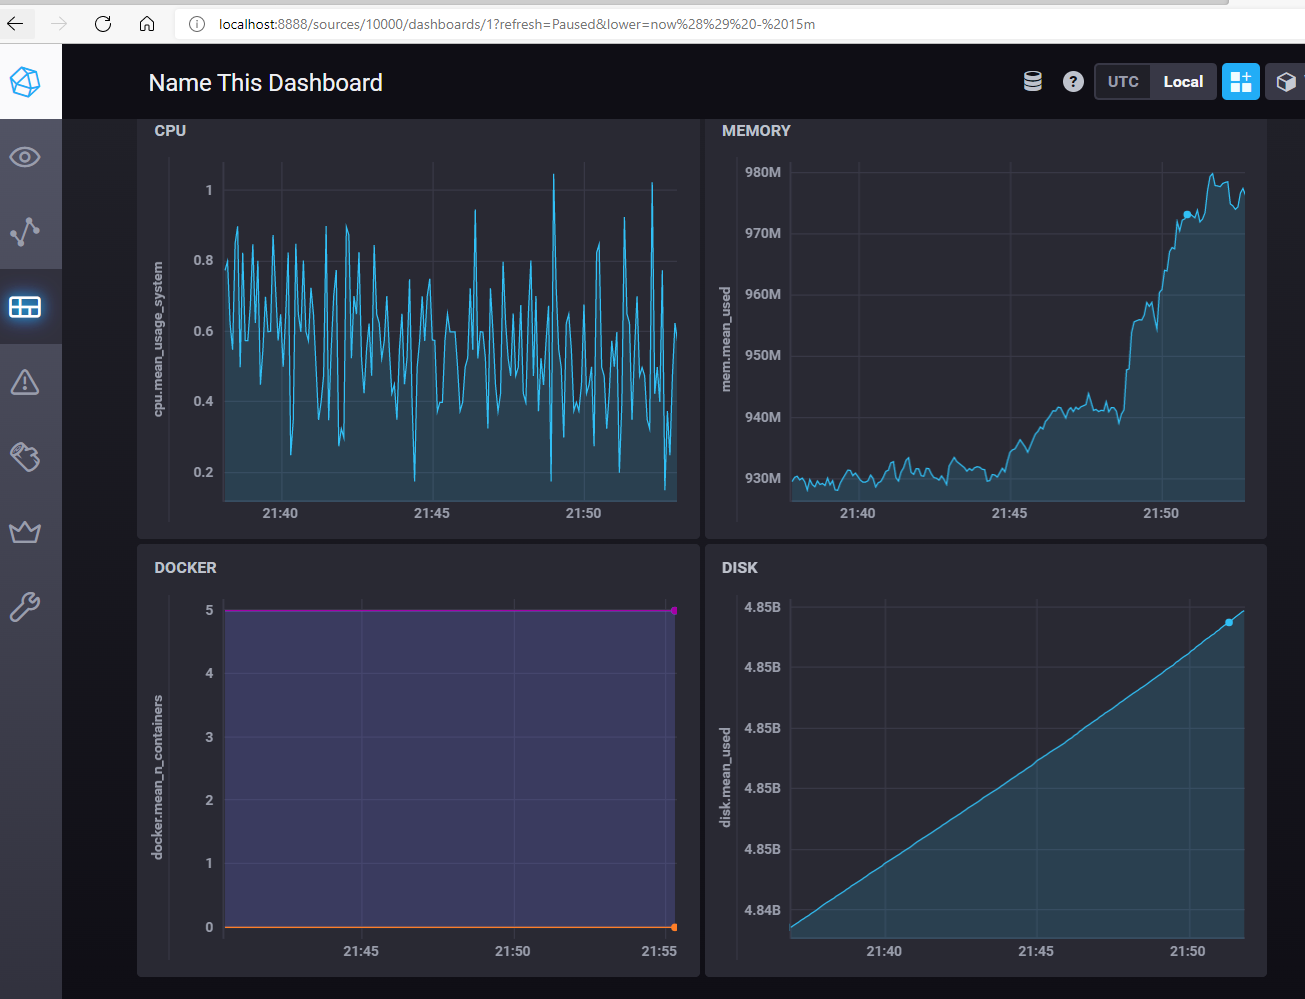 localhost:8888/sources/10000/dashboards/1?refresh=Paused&lower=now%28%29%20-%2015m
Name This Dashboard
? UTC Local
CPU
cpu.mean_usage_system
1
0.8
0.6
0.4
0.2
21:40 21:45 21:50
MEMORY
mem.mean_used
980M
970M
960M
950M
940M
930M
21:40 21:45 21:50
DOCKER
docker.mean_n_containers
5
4
3
2
1
0
21:45 21:50 21:55
DISK
disk.mean_used
4.85B
4.85B
4.85B
4.85B
4.85B
4.84B
21:40 21:45 21:50